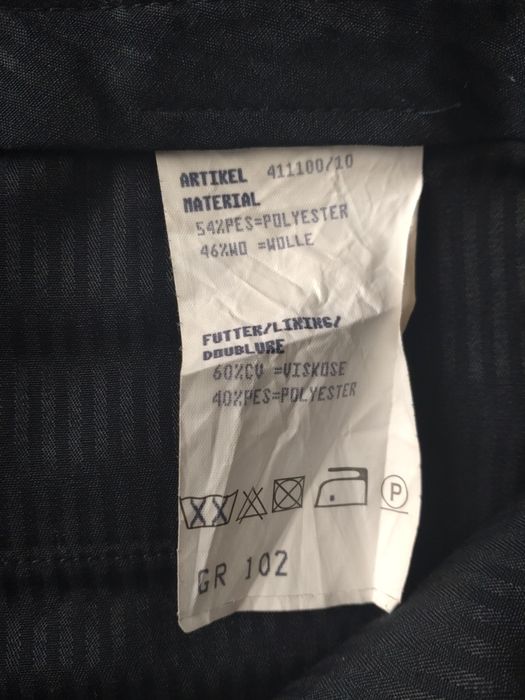 ARTIKEL 411100/10
MATERIAL
54%PES=POLYESTER
46%WO =WOLLE
FUTTER/LINING/
DOUBLURE
60%CV =VISKOSE
40%PES=POLYESTER
P
GR 102